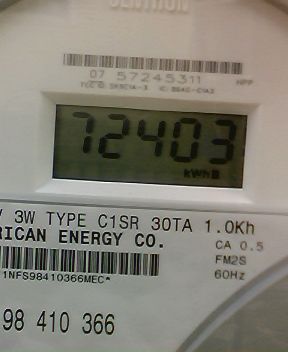 CENTRON
07 57245311
72403
kWh
V 3W TYPE C1SR 30TA 1.0Kh
RICAN ENERGY CO.
CA 0.5
FM2S
60Hz
1NFS98410366MEC*
98 410 366